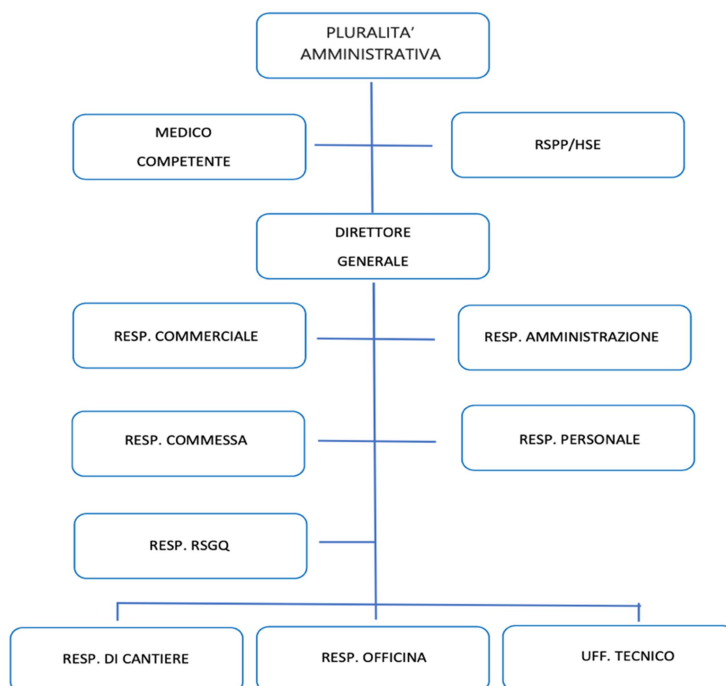 PLURALITA’
AMMINISTRATIVA
MEDICO
COMPETENTE
RSPP/HSE
DIRETTORE
GENERALE
RESP. COMMERCIALE
RESP. AMMINISTRAZIONE
RESP. COMMESSA
RESP. PERSONALE
RESP. RSGQ
RESP. DI CANTIERE
RESP. OFFICINA
UFF. TECNICO